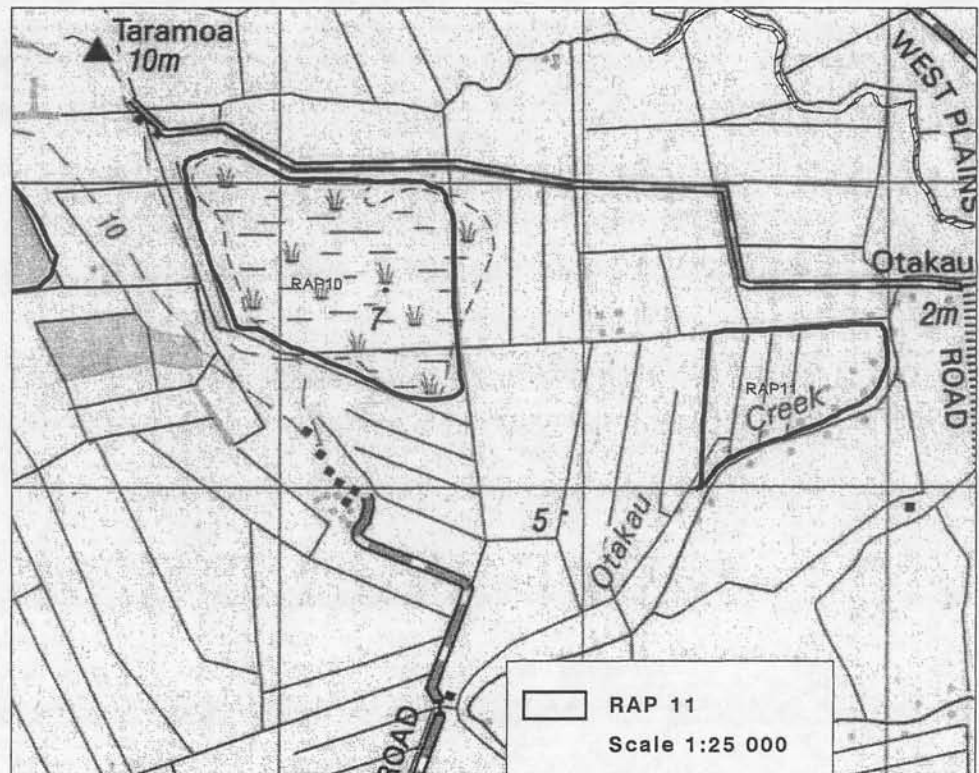 Taramoa
10m
WEST PLAINS
10
RAP10
7
Otakau
2m
ROAD
RAP11
Creek
5
Otakau
ROAD
RAP 11
Scale 1:25 000